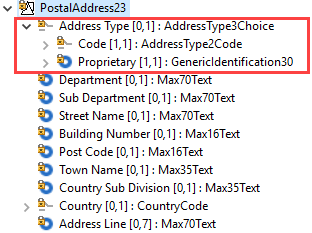 PostalAddress23
Address Type [0,1] : AddressType3Choice
Code [1,1] : AddressType2Code
Proprietary [1,1] : GenericIdentification30
Department [0,1] : Max70Text
Sub Department [0,1] : Max70Text
Street Name [0,1] : Max70Text
Building Number [0,1] : Max16Text
Post Code [0,1] : Max16Text
Town Name [0,1] : Max35Text
Country Sub Division [0,1] : Max35Text
Country [0,1] : CountryCode
Address Line [0,7] : Max70Text